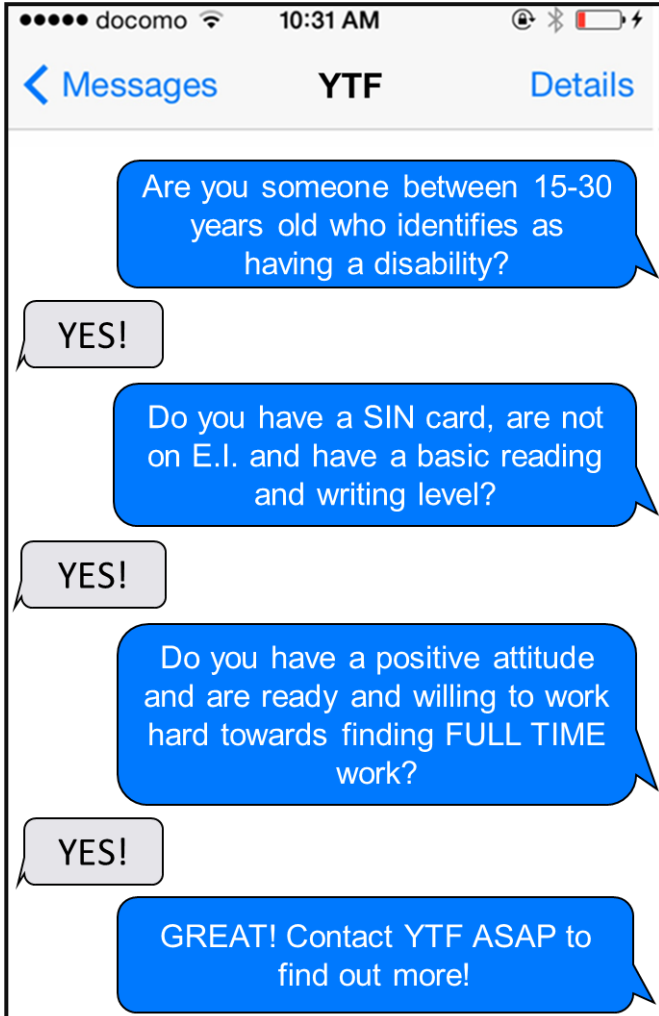 docomo 10:31 AM
Messages YTF Details
Are you someone between 15-30
years old who identifies as
having a disability?
YES!
Do you have a SIN card, are not
on E.I. and have a basic reading
and writing level?
YES!
Do you have a positive attitude
and are ready and willing to work
hard towards finding FULL TIME
work?
YES!
GREAT! Contact YTF ASAP to
find out more!